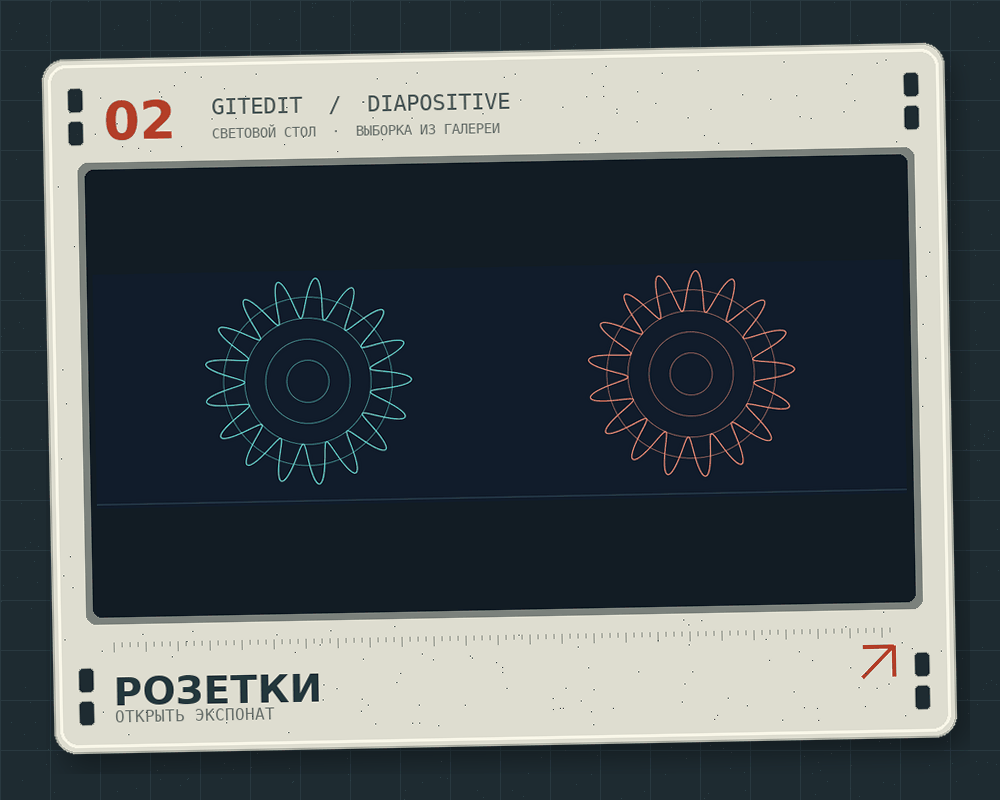 02
GITEDIT / DIAPOSITIVE
СВЕТОВОЙ СТОЛ · ВЫБОРКА ИЗ ГАЛЕРЕИ
РОЗЕТКИ
ОТКРЫТЬ ЭКСПОНАТ